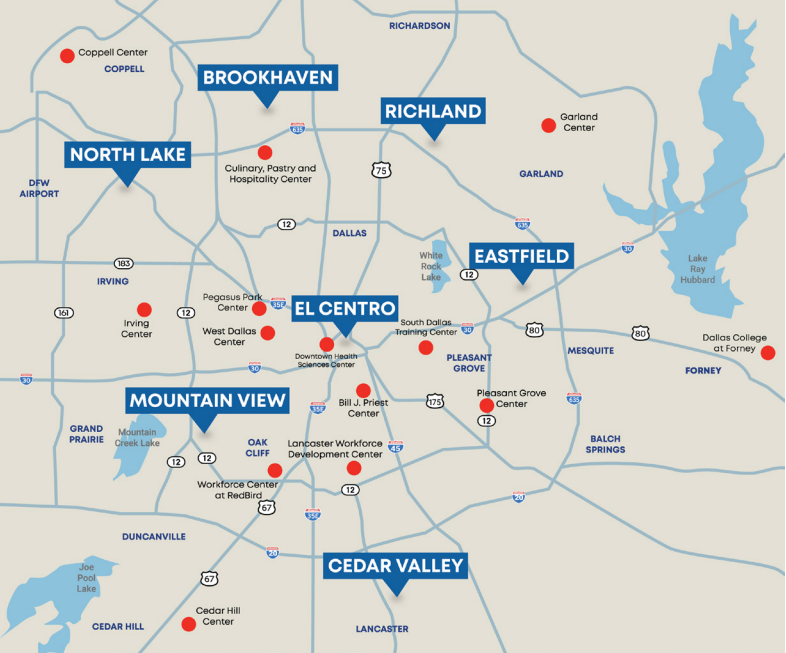 RICHARDSON
Coppell Center
COPPELL
BROOKHAVEN
RICHLAND
Garland
Center
635
NORTH LAKE
Culinary, Pastry and
Hospitality Center
75
GARLAND
DFW
AIRPORT
12
DALLAS
635
30
White
Rock
Lake
12
EASTFIELD
Lake
Ray
Hubbard
183
IRVING
161
Irving
Center
12
Pegasus Park
Center
35E
West Dallas
Center
EL CENTRO
Downtown Health
Sciences Center
South Dallas
Training Center
30
80
80
Dallas College
at Forney
PLEASANT
GROVE
MESQUITE
FORNEY
30
30
MOUNTAIN VIEW
35E
Bill J. Priest
Center
175
Pleasant Grove
Center
12
635
GRAND
PRAIRIE
Mountain
Creek Lake
OAK
CLIFF
Lancaster Workforce
Development Center
45
BALCH
SPRINGS
12
12
Workforce Center
at RedBird
67
12
35E
20
DUNCANVILLE
20
CEDAR VALLEY
Joe
Pool
Lake
67
Cedar Hill
Center
CEDAR HILL
LANCASTER